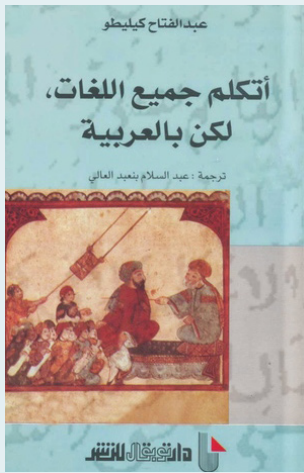 عبدالفتاح كيليطو
أتكلم جميع اللغات،
لكن بالعربية
ترجمة : عبد السلام بنعبد العالي
دار توبقال للنشر